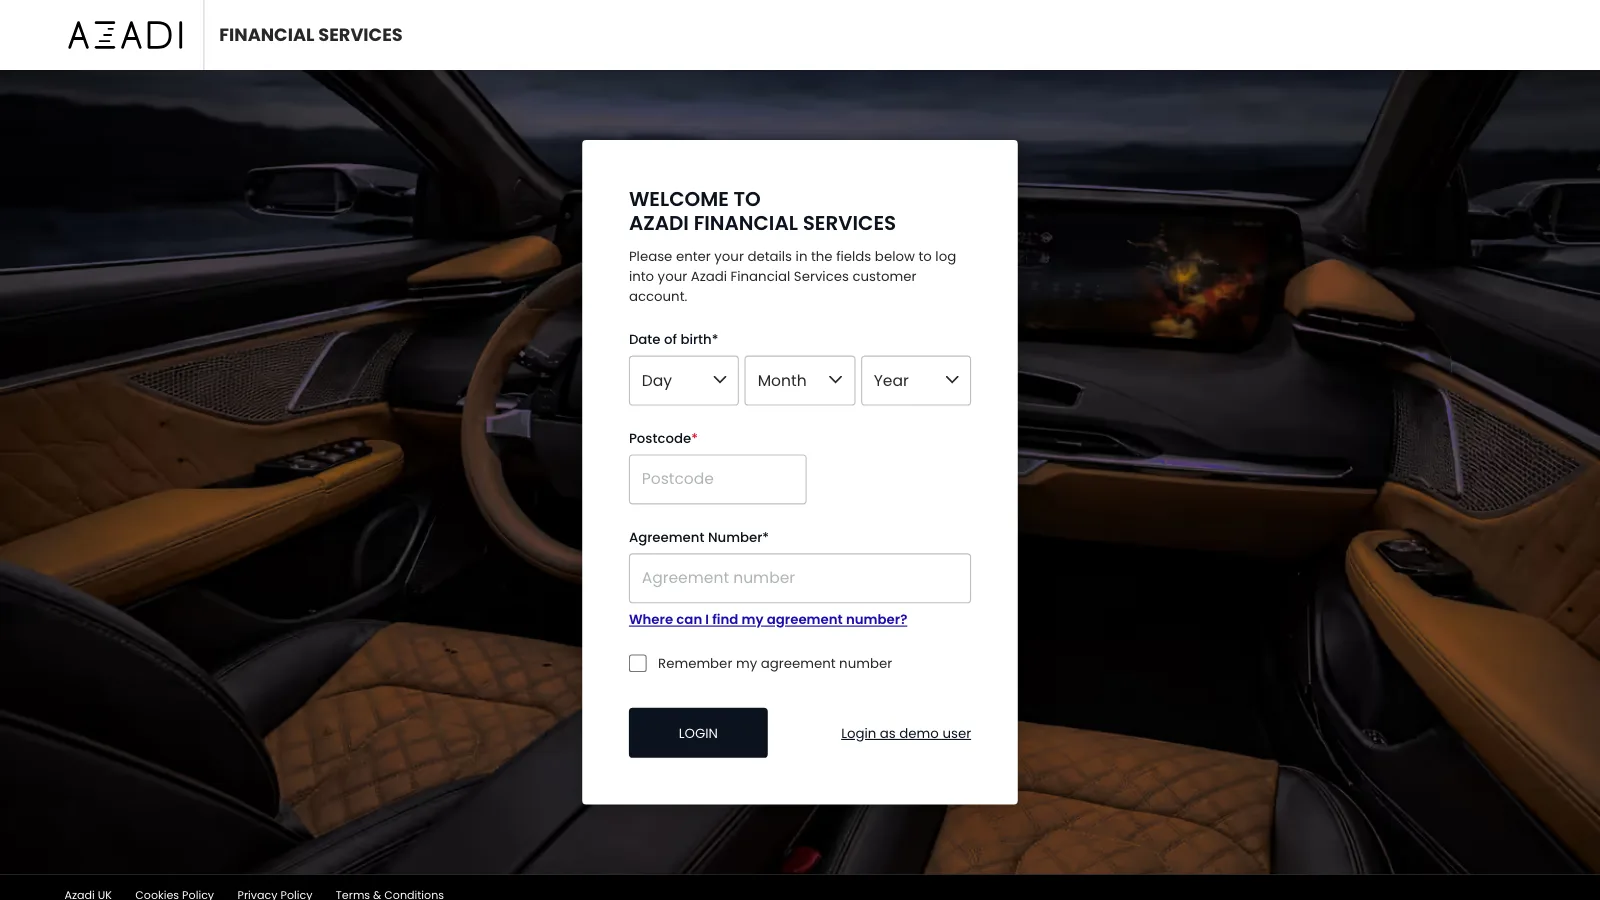 AZADI
FINANCIAL SERVICES
WELCOME TO
AZADI FINANCIAL SERVICES
Please enter your details in the fields below to log
into your Azadi Financial Services customer
account.
Date of birth*
Day
Month
Year
Postcode*
Postcode
Agreement Number*
Agreement number
Where can I find my agreement number?
Remember my agreement number
LOGIN
Login as demo user
Azadi UK
Cookies Policy
Privacy Policy
Terms & Conditions